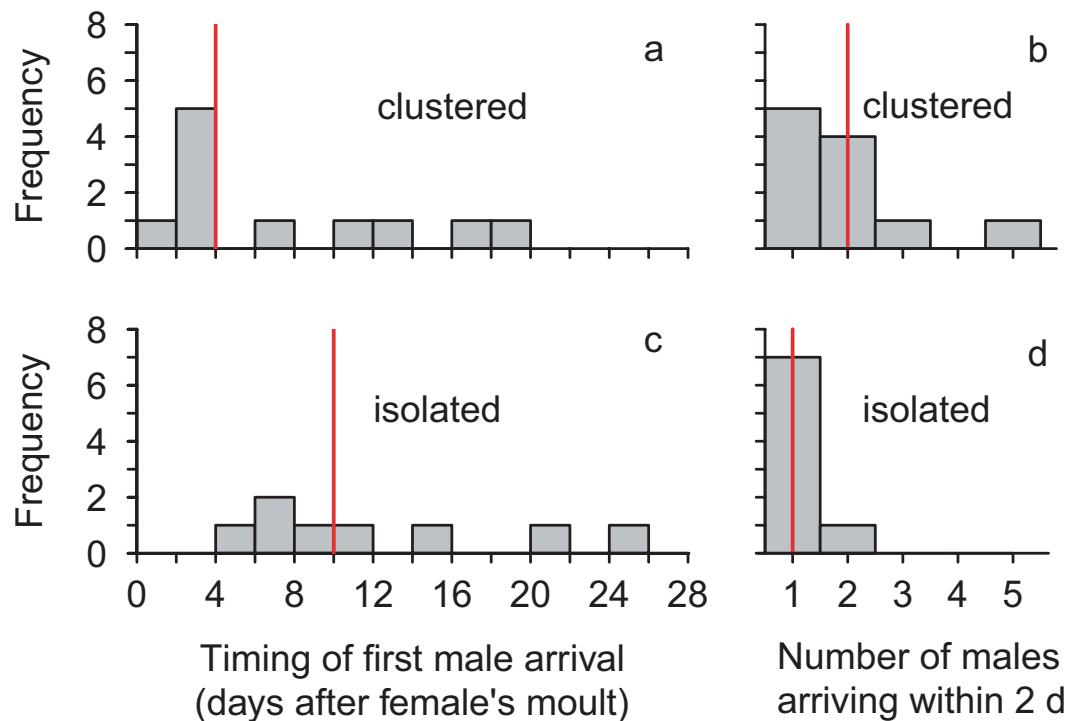 8
6
4
2
0
Frequency
a
clustered
b
clustered
8
6
4
2
0
Frequency
c
isolated
d
isolated
0 4 8 12 16 20 24 28
1 2 3 4 5
Timing of first male arrival
(days after female's moult)
Number of males
arriving within 2 d